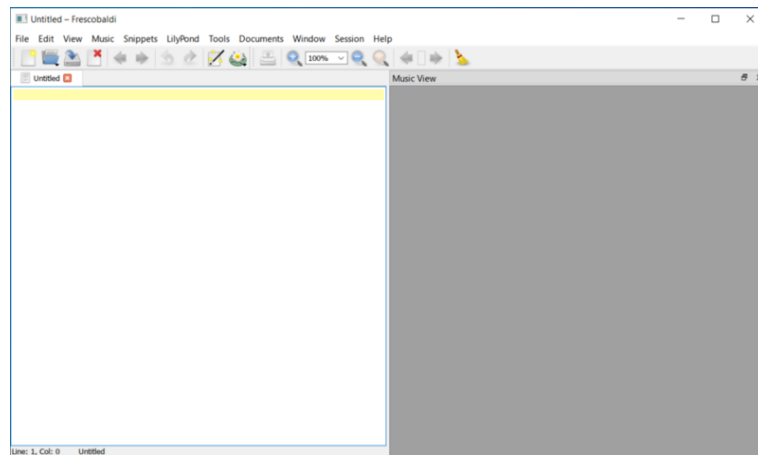 Untitled – Frescobaldi
File Edit View Music Snippets LilyPond Tools Documents Window Session Help
100%
Untitled
Music View
Line: 1, Col: 0 Untitled